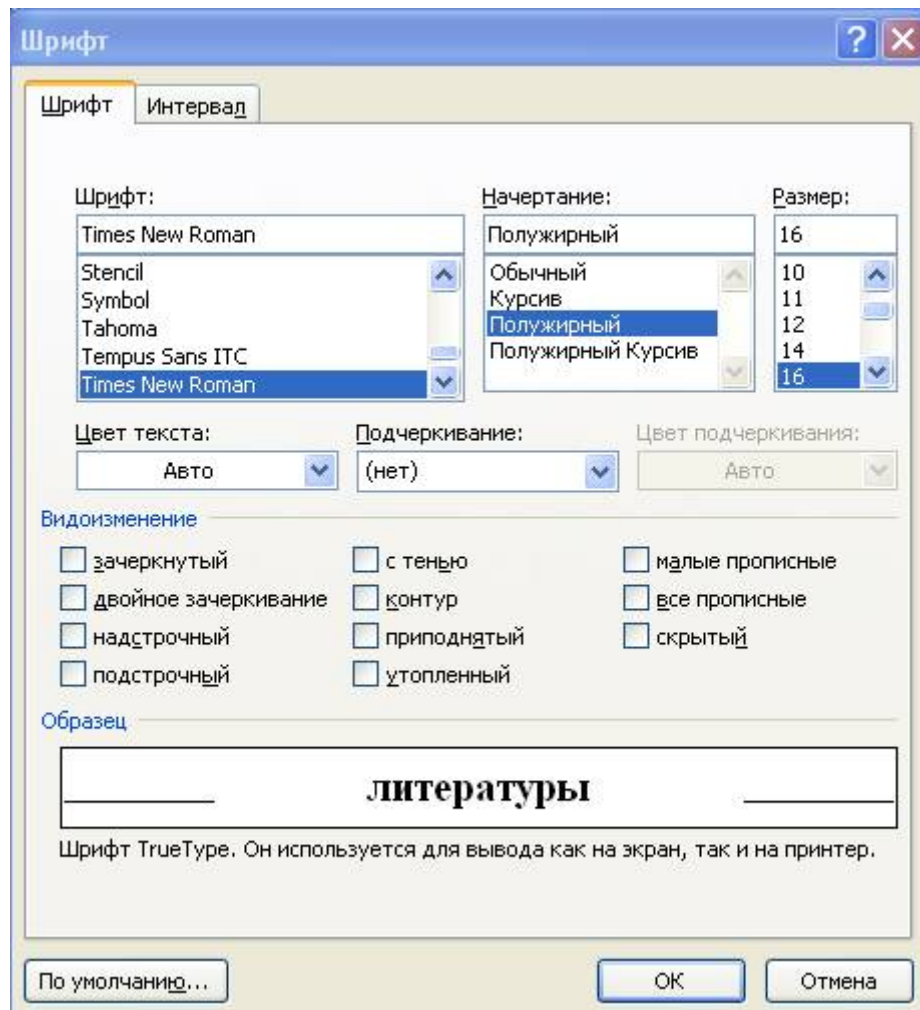 Шрифт
Шрифт Интервал
Шрифт: Начертание: Размер:
Times New Roman Полужирный 16
Stencil Обычный 10
Symbol Курсив 11
Tahoma Полужирный 12
Tempus Sans ITC Полужирный Курсив 14
Times New Roman 16
Цвет текста: Подчеркивание: Цвет подчеркивания:
Авто (нет) Авто
Видоизменение
зачеркнутый с тенью малые прописные
двойное зачеркивание контур все прописные
надстрочный приподнятый скрытый
подстрочный утопленный
Образец
литературы
Шрифт TrueType. Он используется для вывода как на экран, так и на принтер.
По умолчанию... ОК Отмена